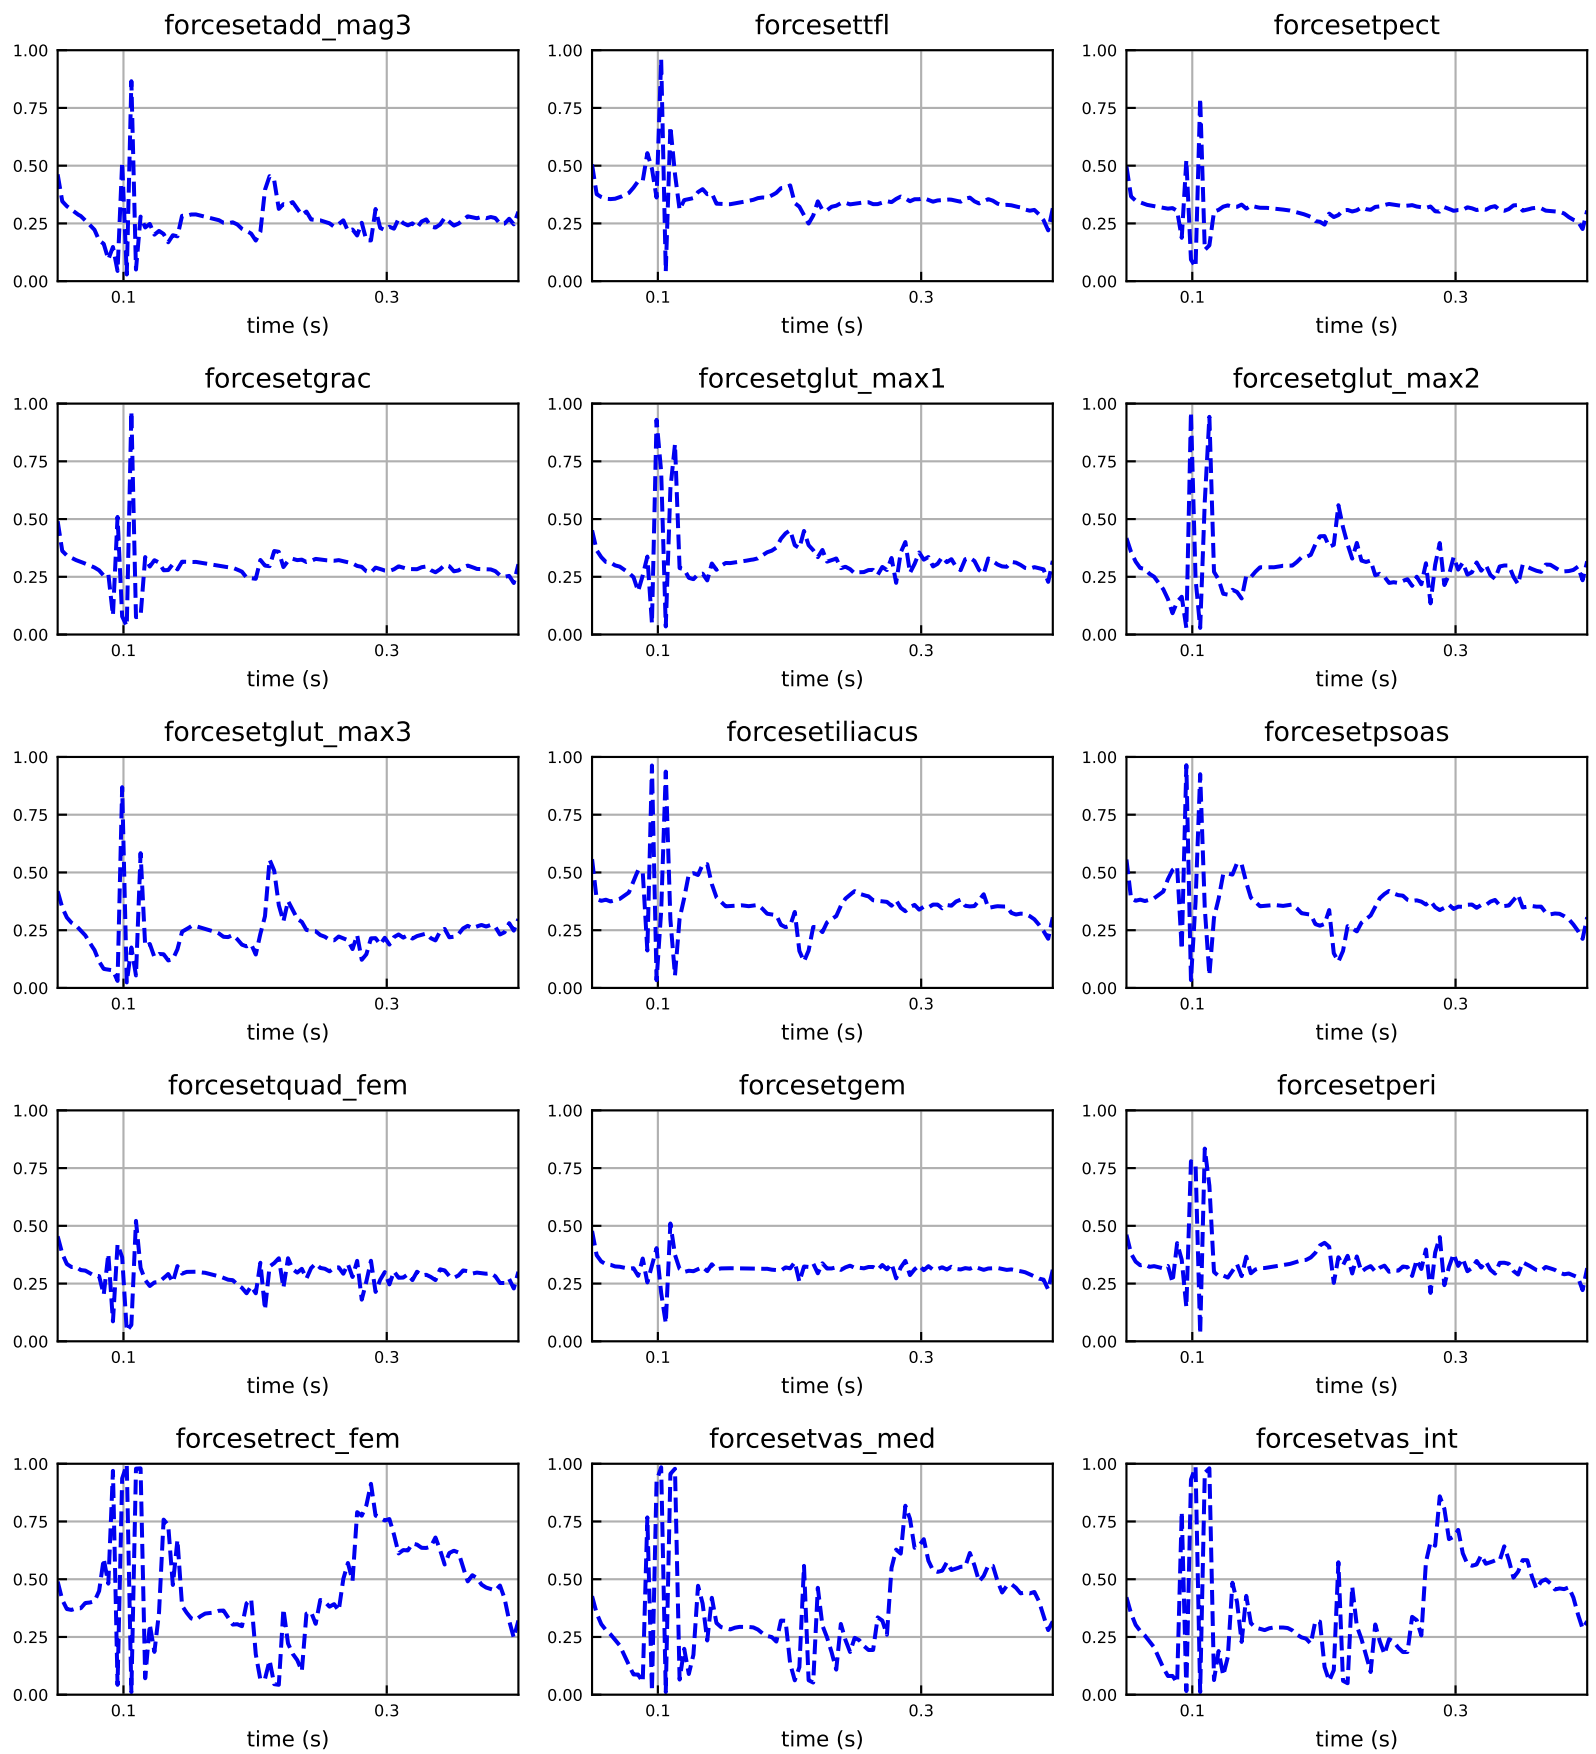 forcesetadd_mag3 forcesettfl forcesetpect
1.00 1.00 1.00
0.75 0.75 0.75
0.50 0.50 0.50
0.25 0.25 0.25
0.00 0.00 0.00
0.1 0.3 0.1 0.3 0.1 0.3
time (s) time (s) time (s)
forcesetgrac forcesetglut_max1 forcesetglut_max2
1.00 1.00 1.00
0.75 0.75 0.75
0.50 0.50 0.50
0.25 0.25 0.25
0.00 0.00 0.00
0.1 0.3 0.1 0.3 0.1 0.3
time (s) time (s) time (s)
forcesetglut_max3 forcesetiliacus forcesetpsoas
1.00 1.00 1.00
0.75 0.75 0.75
0.50 0.50 0.50
0.25 0.25 0.25
0.00 0.00 0.00
0.1 0.3 0.1 0.3 0.1 0.3
time (s) time (s) time (s)
forcesetquad_fem forcesetgem forcesetperi
1.00 1.00 1.00
0.75 0.75 0.75
0.50 0.50 0.50
0.25 0.25 0.25
0.00 0.00 0.00
0.1 0.3 0.1 0.3 0.1 0.3
time (s) time (s) time (s)
forcesetrect_fem forcesetvas_med forcesetvas_int
1.00 1.00 1.00
0.75 0.75 0.75
0.50 0.50 0.50
0.25 0.25 0.25
0.00 0.00 0.00
0.1 0.3 0.1 0.3 0.1 0.3
time (s) time (s) time (s)